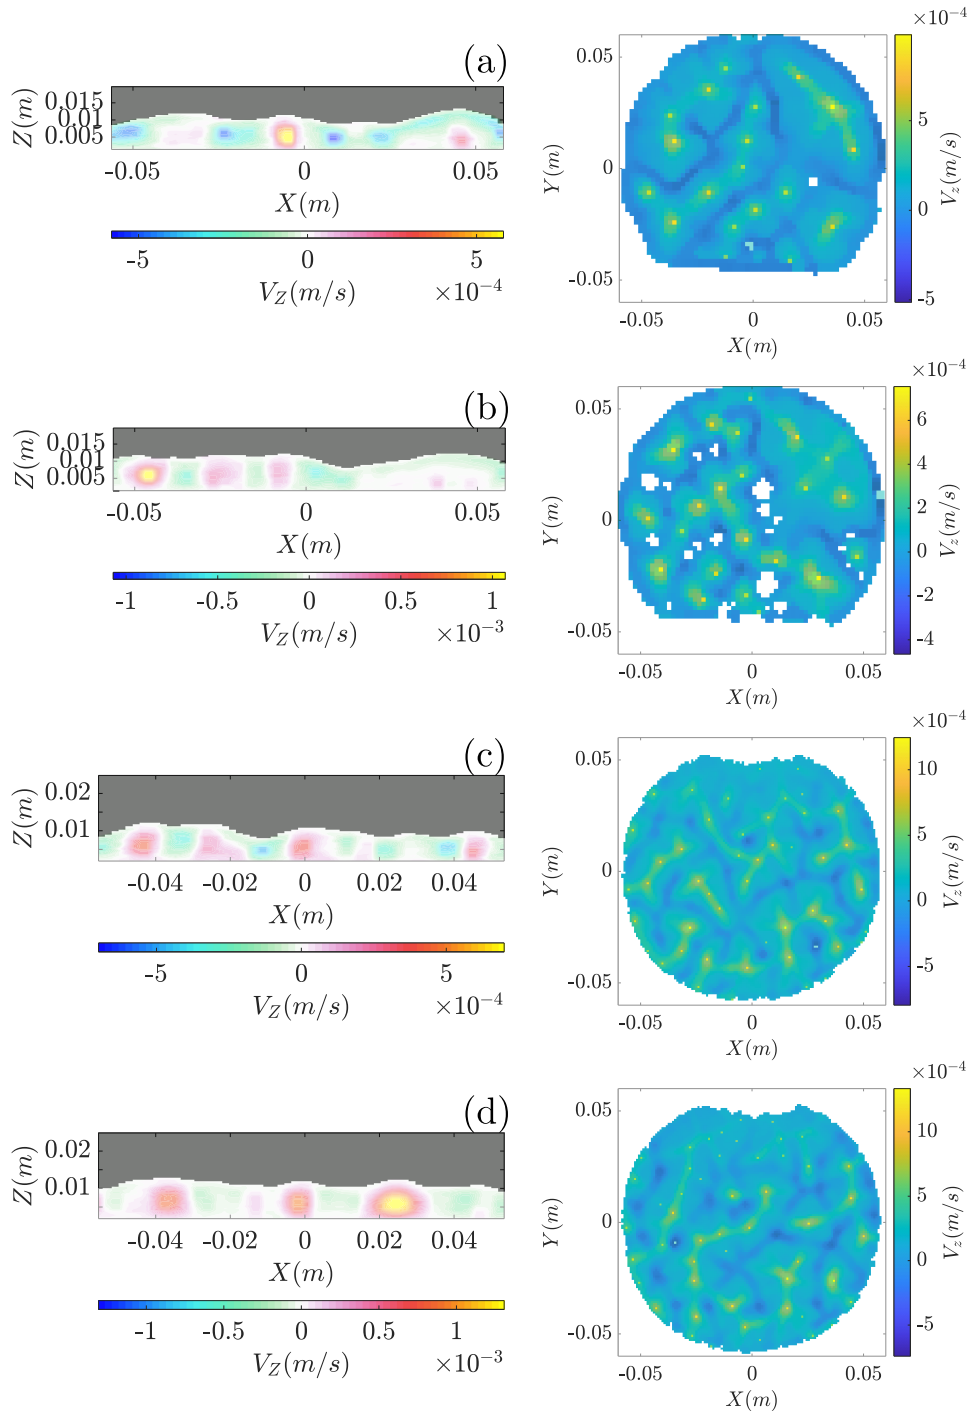 (a)
Z(m)
0.015
0.01
0.005
-0.05 0 0.05
X(m)
-5 0 5
V_Z(m/s) ×10^-4
×10^-4
0.05
0
-0.05
Y(m)
-0.05 0 0.05
X(m)
5
0
-5
V_z(m/s)
(b)
Z(m)
0.015
0.01
0.005
-0.05 0 0.05
X(m)
-1 -0.5 0 0.5 1
V_Z(m/s) ×10^-3
×10^-4
0.05
0
-0.05
Y(m)
-0.05 0 0.05
X(m)
6
4
2
0
-2
-4
V_z(m/s)
(c)
Z(m)
0.02
0.01
-0.04 -0.02 0 0.02 0.04
X(m)
-5 0 5
V_Z(m/s) ×10^-4
×10^-4
0.05
0
-0.05
Y(m)
-0.05 0 0.05
X(m)
10
5
0
-5
V_z(m/s)
(d)
Z(m)
0.02
0.01
-0.04 -0.02 0 0.02 0.04
X(m)
-1 -0.5 0 0.5 1
V_Z(m/s) ×10^-3
×10^-4
0.05
0
-0.05
Y(m)
-0.05 0 0.05
X(m)
10
5
0
-5
V_z(m/s)